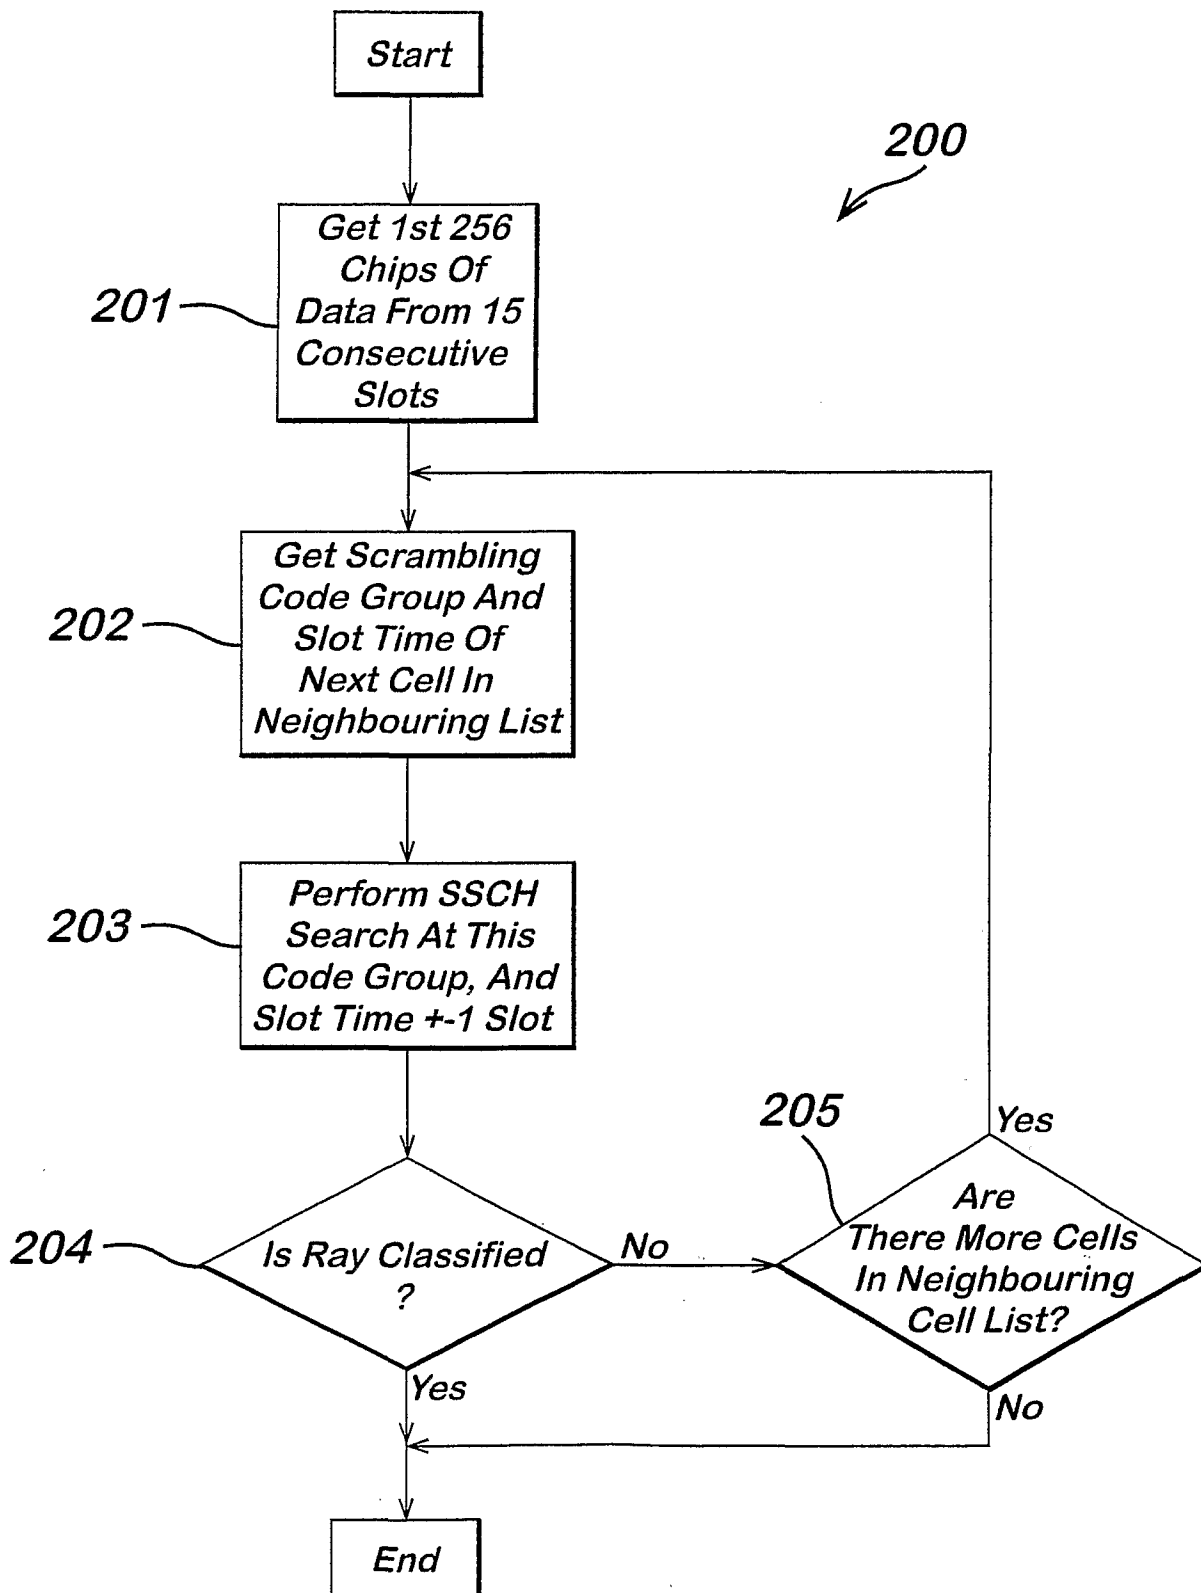 Start
200
Get 1st 256
Chips Of
Data From 15
Consecutive
Slots
201
Get Scrambling
Code Group And
Slot Time Of
Next Cell In
Neighbouring List
202
Perform SSCH
Search At This
Code Group, And
Slot Time +-1 Slot
203
205
Yes
Are
There More Cells
In Neighbouring
Cell List?
204
Is Ray Classified
?
No
Yes
No
End